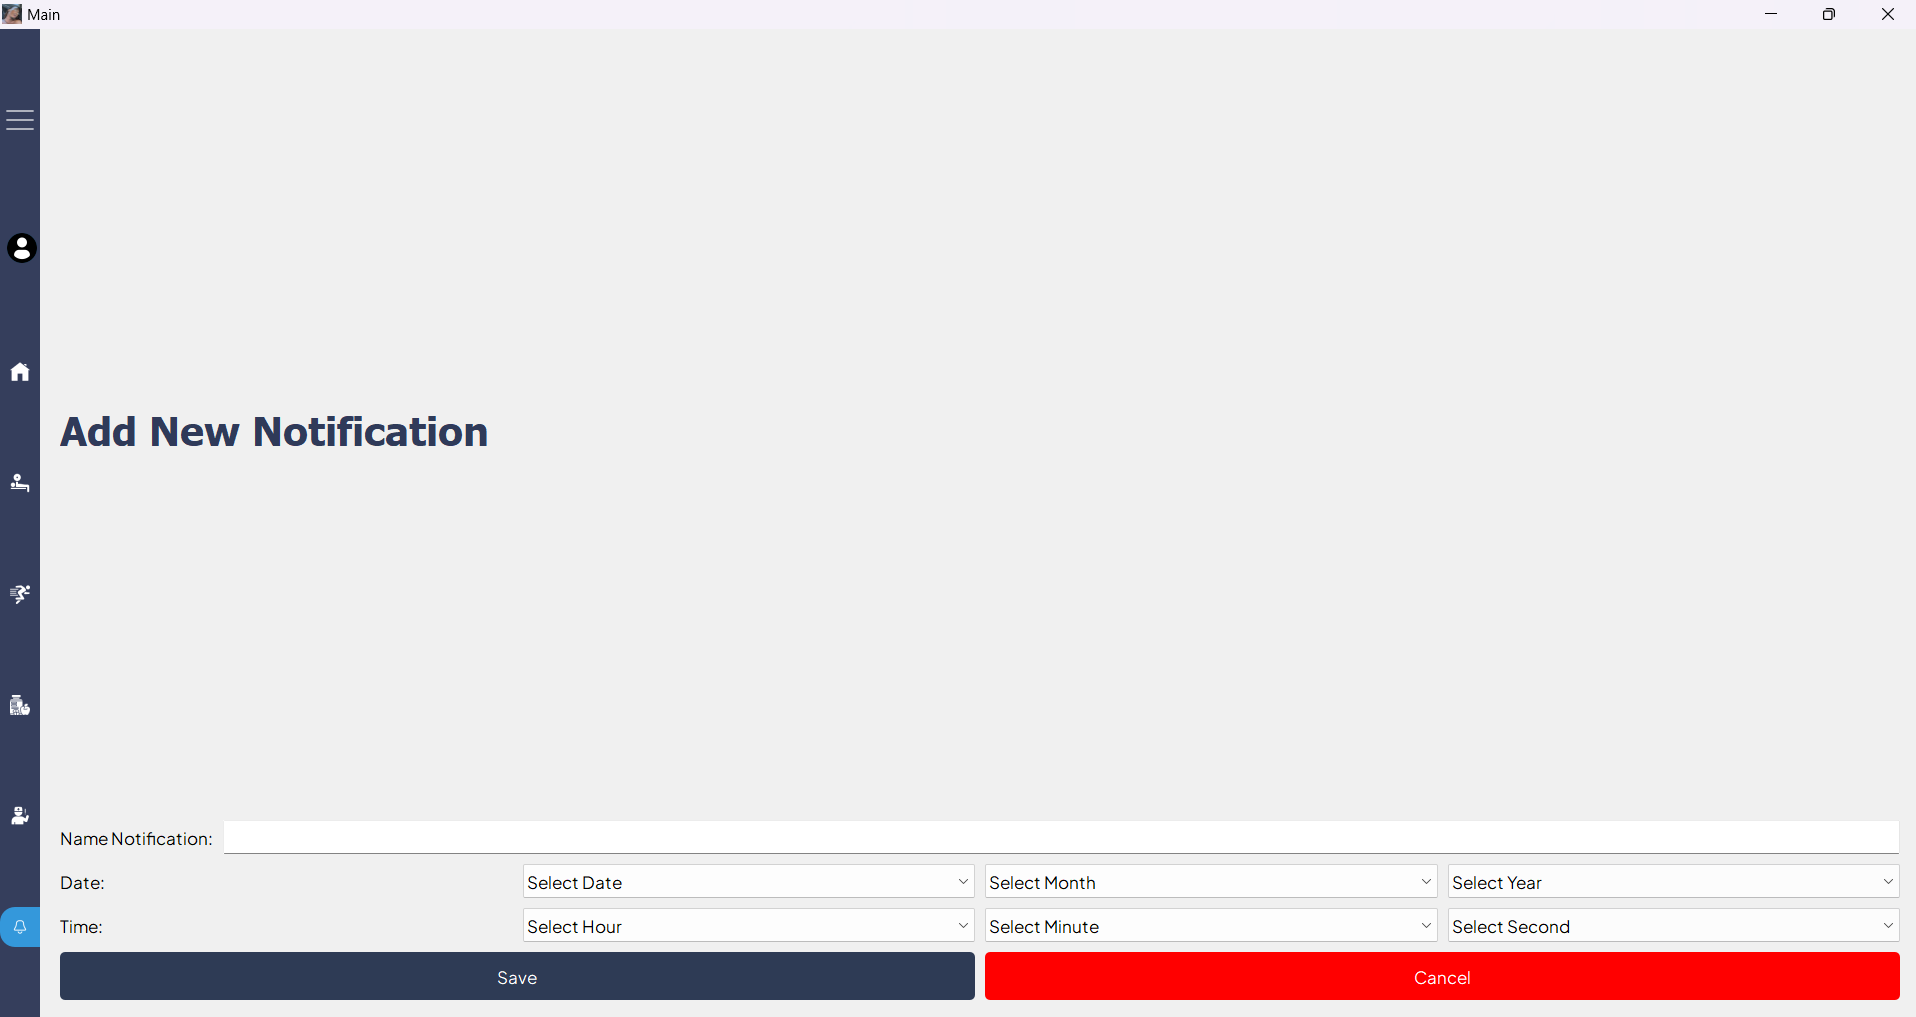 Main
Add New Notification
Name Notification:
Date: Select Date Select Month Select Year
Time: Select Hour Select Minute Select Second
Save Cancel